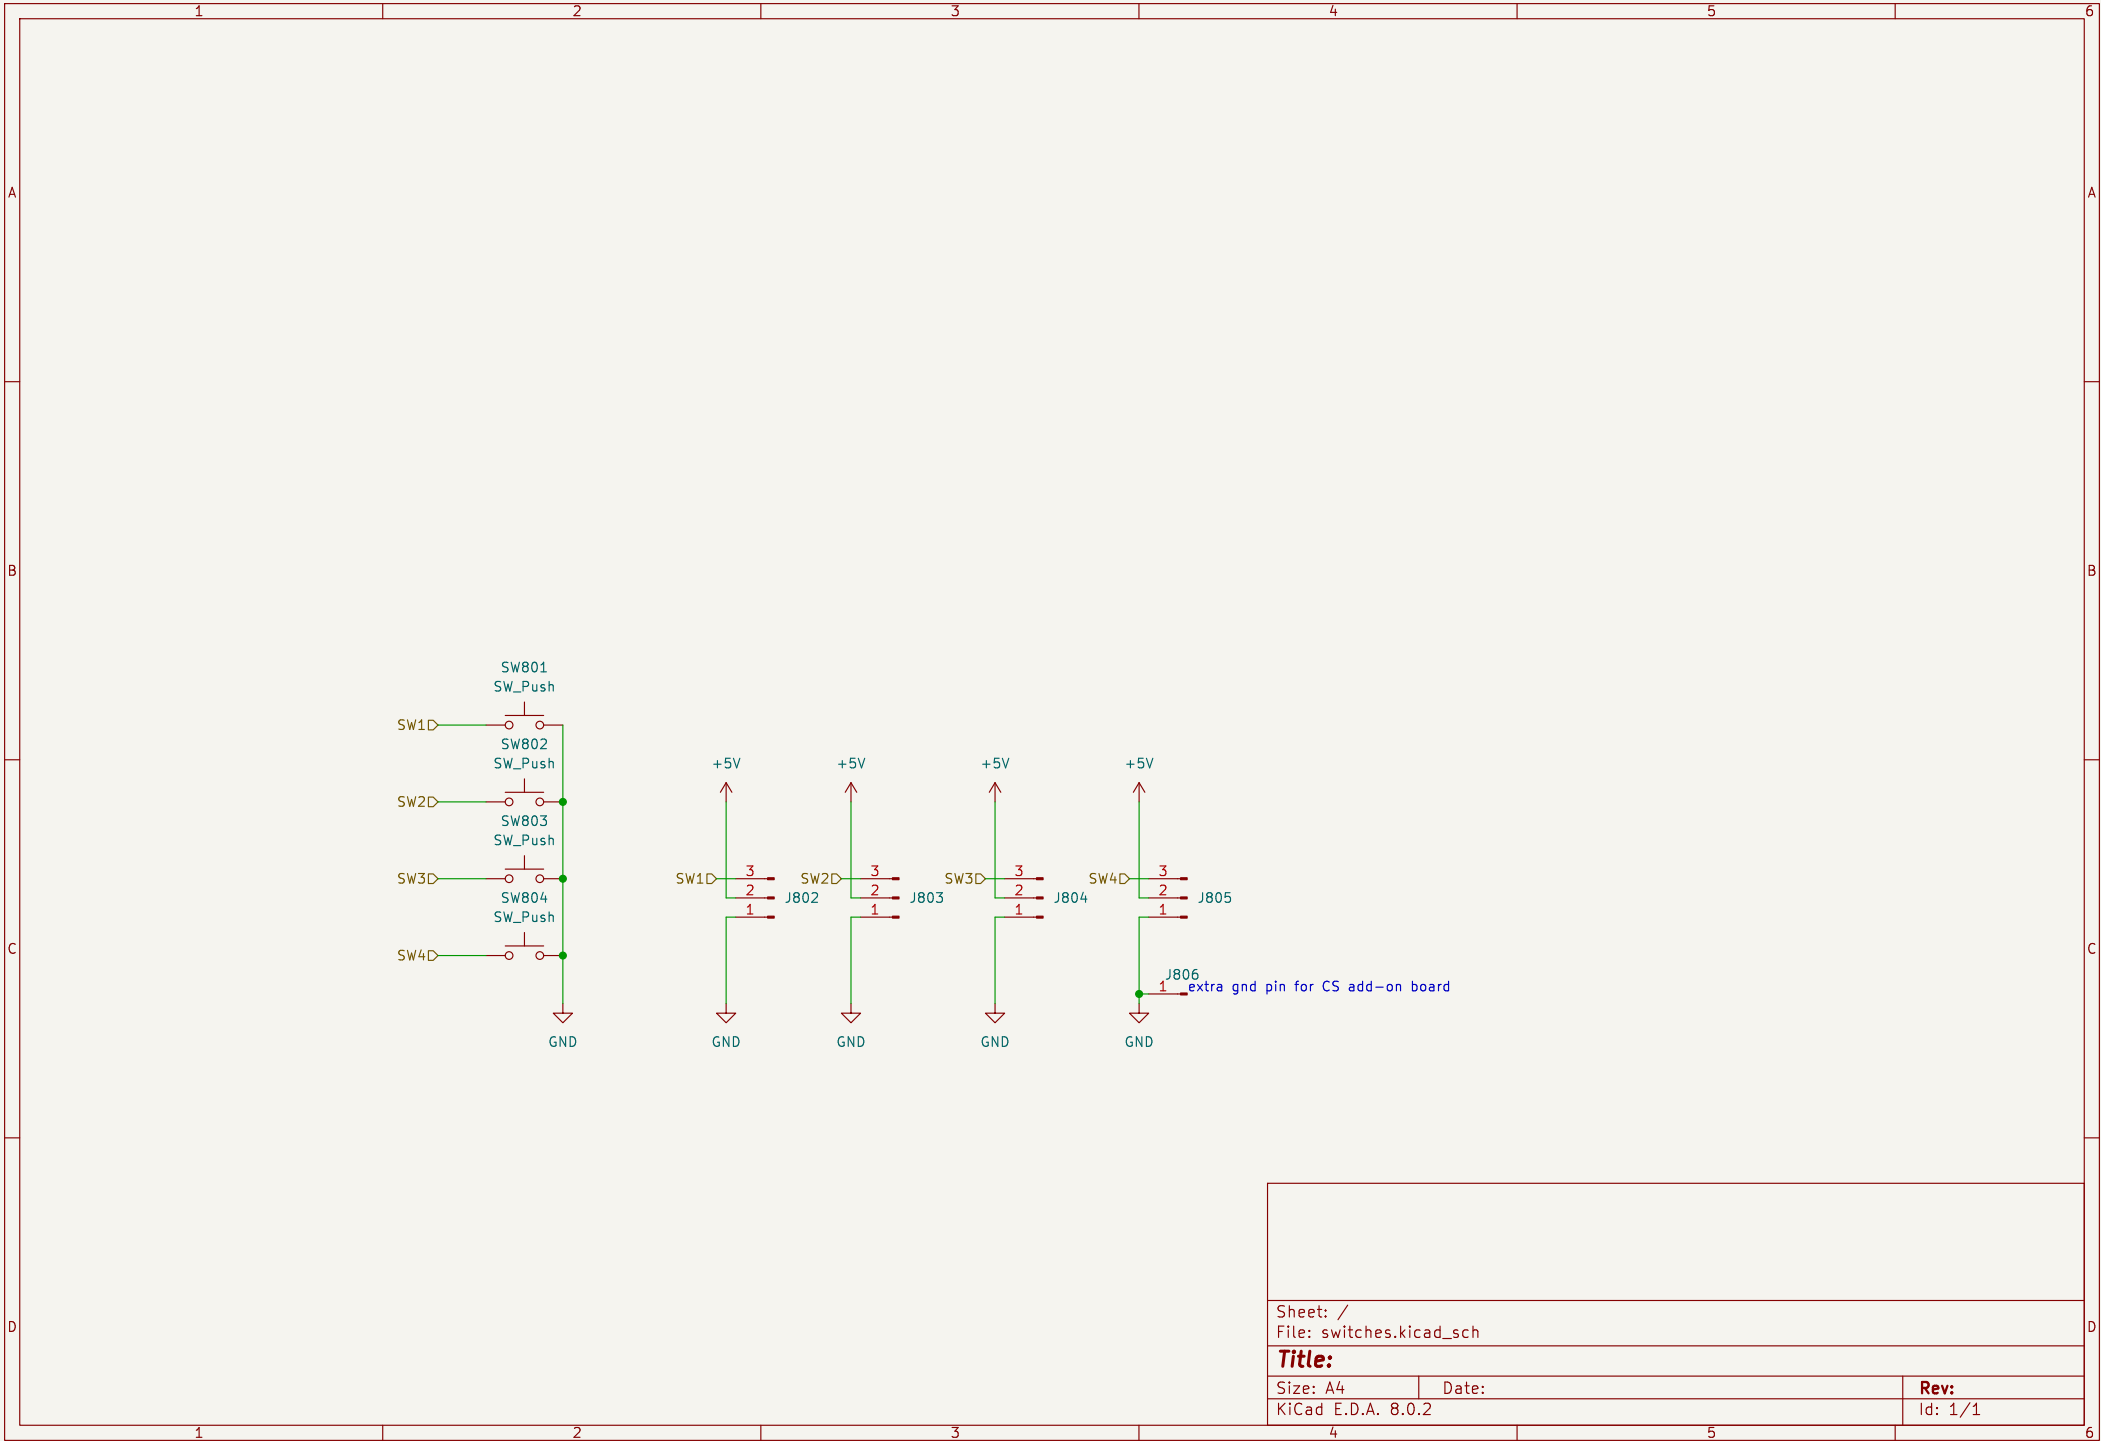 1 2 3 4 5 6
A A
B B
SW801
SW_Push
SW1
SW802
SW_Push
SW2
SW803
SW_Push
SW3
SW804
SW_Push
SW4
GND
+5V +5V +5V +5V
SW1 3 SW2 3 SW3 3 SW4 3
2 J802 2 J803 2 J804 2 J805
1 1 1 1
J806
1 extra gnd pin for CS add-on board
GND GND GND GND
C C
D D
Sheet: /
File: switches.kicad_sch
Title:
Size: A4 Date: Rev:
KiCad E.D.A. 8.0.2 Id: 1/1
1 2 3 4 5 6